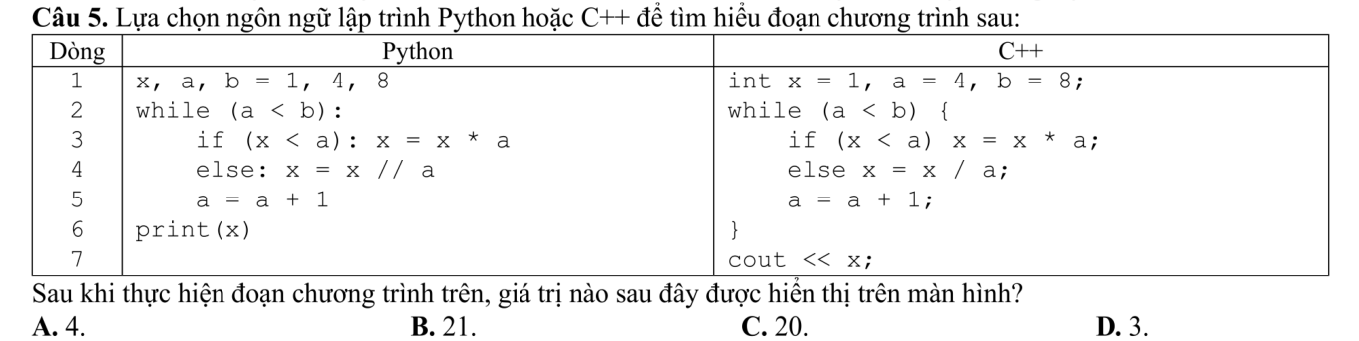 Câu 5. Lựa chọn ngôn ngữ lập trình Python hoặc C++ để tìm hiểu đoạn chương trình sau:
Dòng Python C++
1 x, a, b = 1, 4, 8 int x = 1, a = 4, b = 8;
2 while (a < b): while (a < b) {
3 if (x < a): x = x * a if (x < a) x = x * a;
4 else: x = x // a else x = x / a;
5 a = a + 1 a = a + 1;
6 print(x) }
7 cout << x;
Sau khi thực hiện đoạn chương trình trên, giá trị nào sau đây được hiển thị trên màn hình?
A. 4. B. 21. C. 20. D. 3.